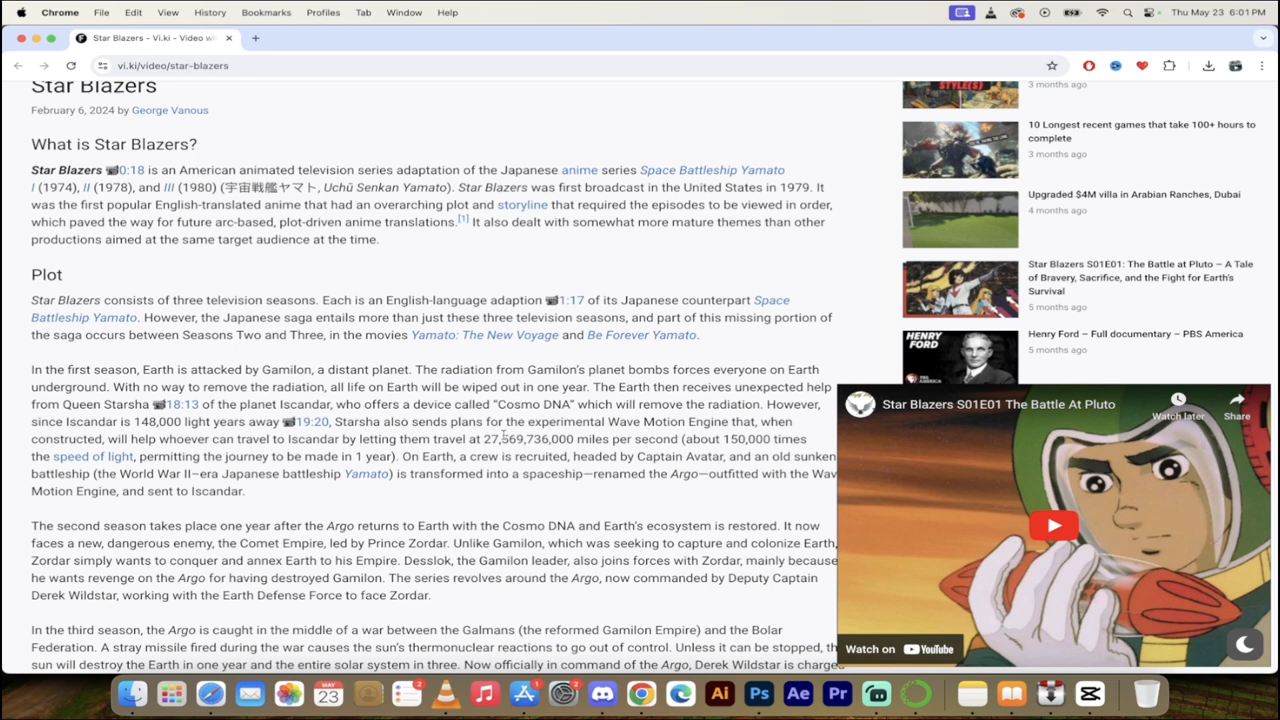 Chrome File Edit View History Bookmarks Profiles Tab Window Help Thu May 23 6:01 PM
Star Blazers - Vi.ki - Video wi
vi.ki/video/star-blazers
Star Blazers
February 6, 2024 by George Vanous
What is Star Blazers?
Star Blazers 0:18 is an American animated television series adaptation of the Japanese anime series Space Battleship Yamato
I (1974), II (1978), and III (1980) (宇宙戦艦ヤマト, Uchū Senkan Yamato). Star Blazers was first broadcast in the United States in 1979. It
was the first popular English-translated anime that had an overarching plot and storyline that required the episodes to be viewed in order,
which paved the way for future arc-based, plot-driven anime translations.[1] It also dealt with somewhat more mature themes than other
productions aimed at the same target audience at the time.
Plot
Star Blazers consists of three television seasons. Each is an English-language adaption 1:17 of its Japanese counterpart Space
Battleship Yamato. However, the Japanese saga entails more than just these three television seasons, and part of this missing portion of
the saga occurs between Seasons Two and Three, in the movies Yamato: The New Voyage and Be Forever Yamato.
In the first season, Earth is attacked by Gamilon, a distant planet. The radiation from Gamilon's planet bombs forces everyone on Earth
underground. With no way to remove the radiation, all life on Earth will be wiped out in one year. The Earth then receives unexpected help
from Queen Starsha 18:13 of the planet Iscandar, who offers a device called "Cosmo DNA" which will remove the radiation. However,
since Iscandar is 148,000 light years away 19:20, Starsha also sends plans for the experimental Wave Motion Engine that, when
constructed, will help whoever can travel to Iscandar by letting them travel at 27,569,736,000 miles per second (about 150,000 times
the speed of light, permitting the journey to be made in 1 year). On Earth, a crew is recruited, headed by Captain Avatar, and an old sunken
battleship (the World War II–era Japanese battleship Yamato) is transformed into a spaceship—renamed the Argo—outfitted with the Wav
Motion Engine, and sent to Iscandar.
The second season takes place one year after the Argo returns to Earth with the Cosmo DNA and Earth's ecosystem is restored. It now
faces a new, dangerous enemy, the Comet Empire, led by Prince Zordar. Unlike Gamilon, which was seeking to capture and colonize Earth,
Zordar simply wants to conquer and annex Earth to his Empire. Desslok, the Gamilon leader, also joins forces with Zordar, mainly because
he wants revenge on the Argo for having destroyed Gamilon. The series revolves around the Argo, now commanded by Deputy Captain
Derek Wildstar, working with the Earth Defense Force to face Zordar.
In the third season, the Argo is caught in the middle of a war between the Galmans (the reformed Gamilon Empire) and the Bolar
Federation. A stray missile fired during the war causes the sun's thermonuclear reactions to go out of control. Unless it can be stopped, th
sun will destroy the Earth in one year and the entire solar system in three. Now officially in command of the Argo, Derek Wildstar is charge
STYLE(S)
3 months ago
10 Longest recent games that take 100+ hours to
complete
3 months ago
Upgraded $4M villa in Arabian Ranches, Dubai
4 months ago
Star Blazers S01E01: The Battle at Pluto – A Tale
of Bravery, Sacrifice, and the Fight for Earth's
Survival
5 months ago
HENRY
FORD
PBS
AMERICA
Henry Ford – Full documentary – PBS America
5 months ago
Star Blazers S01E01 The Battle At Pluto
Watch later
Share
Watch on YouTube
MAY
23
2
1
2
Ai Ps Ae Pr